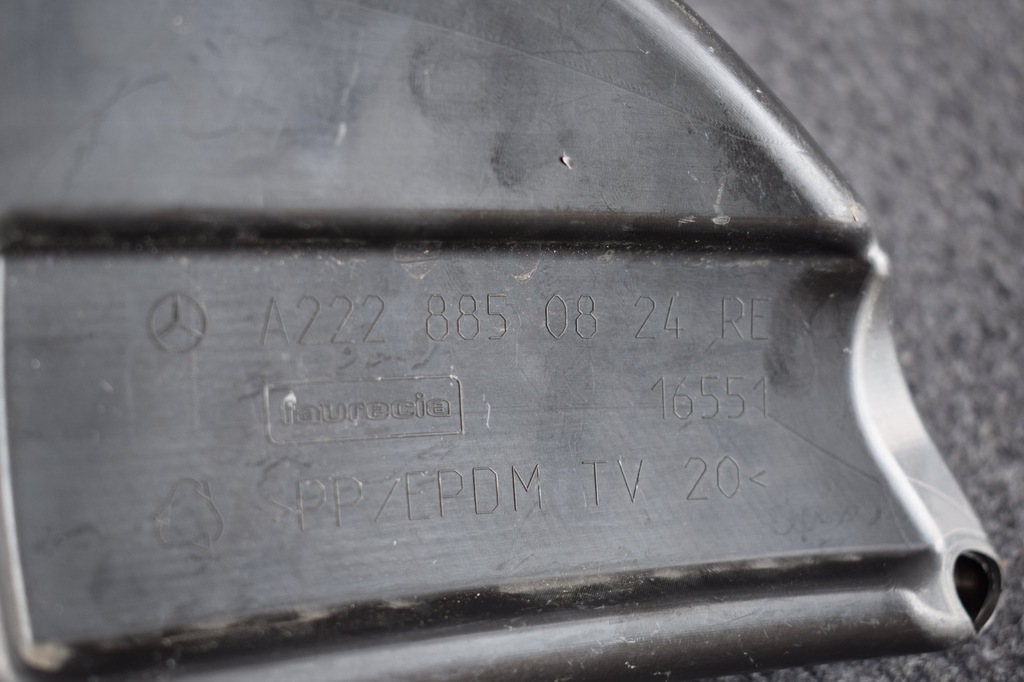 A222 885 08 24 RE
faurecia 16551
>PP/EPDM TV 20<